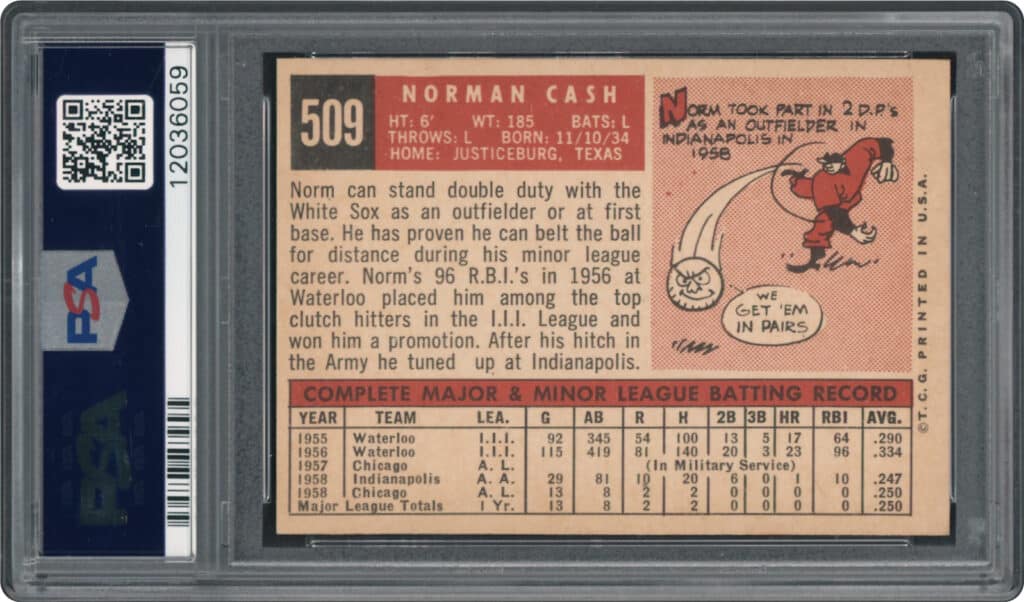 PSA
PSA
12036059
509
NORMAN CASH
HT: 6' WT: 185 BATS: L
THROWS: L BORN: 11/10/34
HOME: JUSTICEBURG, TEXAS
Norm can stand double duty with the
White Sox as an outfielder or at first
base. He has proven he can belt the ball
for distance during his minor league
career. Norm's 96 R.B.I.'s in 1956 at
Waterloo placed him among the top
clutch hitters in the I.I.I. League and
won him a promotion. After his hitch in
the Army he tuned up at Indianapolis.
NORM TOOK PART IN 2 D.P.'s
AS AN OUTFIELDER IN
INDIANAPOLIS IN
1958
WE
GET 'EM
IN PAIRS
COMPLETE MAJOR & MINOR LEAGUE BATTING RECORD
YEAR TEAM LEA. G AB R H 2B 3B HR RBI AVG.
1955 Waterloo I.I.I. 92 345 54 100 13 5 17 64 .290
1956 Waterloo I.I.I. 115 419 81 140 20 3 23 96 .334
1957 Chicago A. L. (In Military Service)
1958 Indianapolis A. A. 29 81 10 20 6 0 1 10 .247
1958 Chicago A. L. 13 8 2 2 0 0 0 0 .250
Major League Totals 1 Yr. 13 8 2 2 0 0 0 0 .250
©T.C.G. PRINTED IN U.S.A.